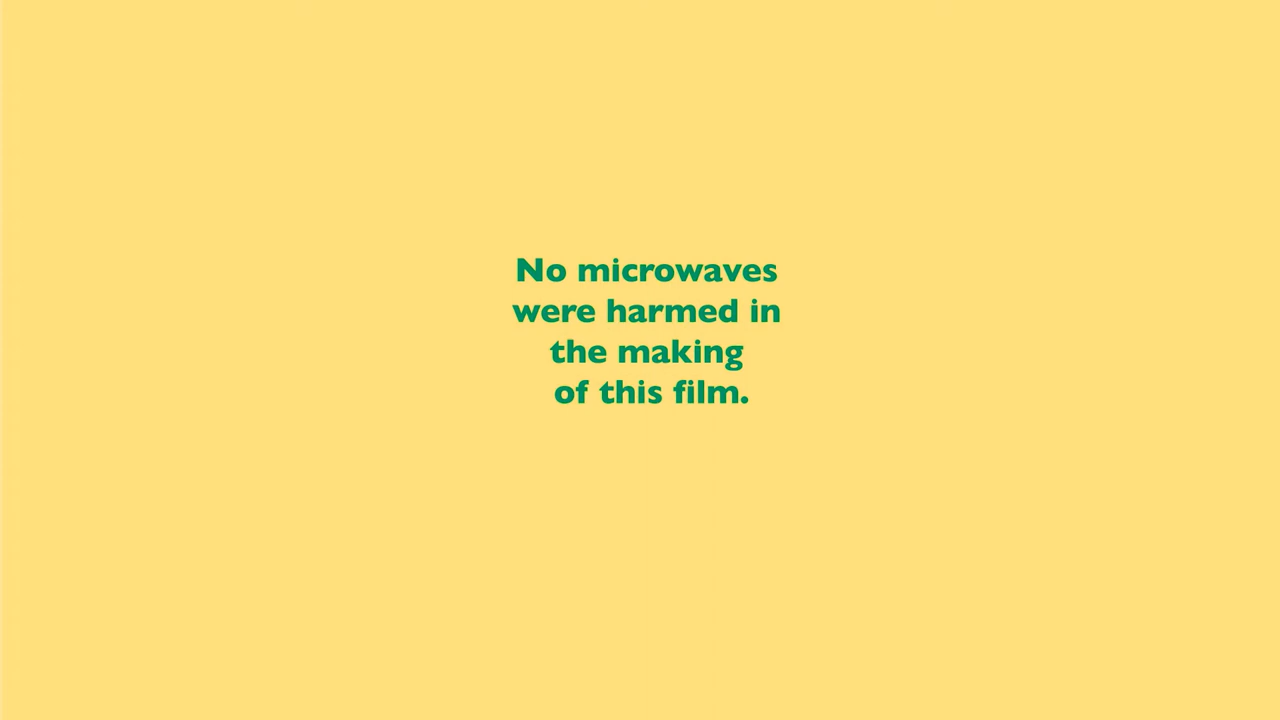 No microwaves
were harmed in
the making
of this film.